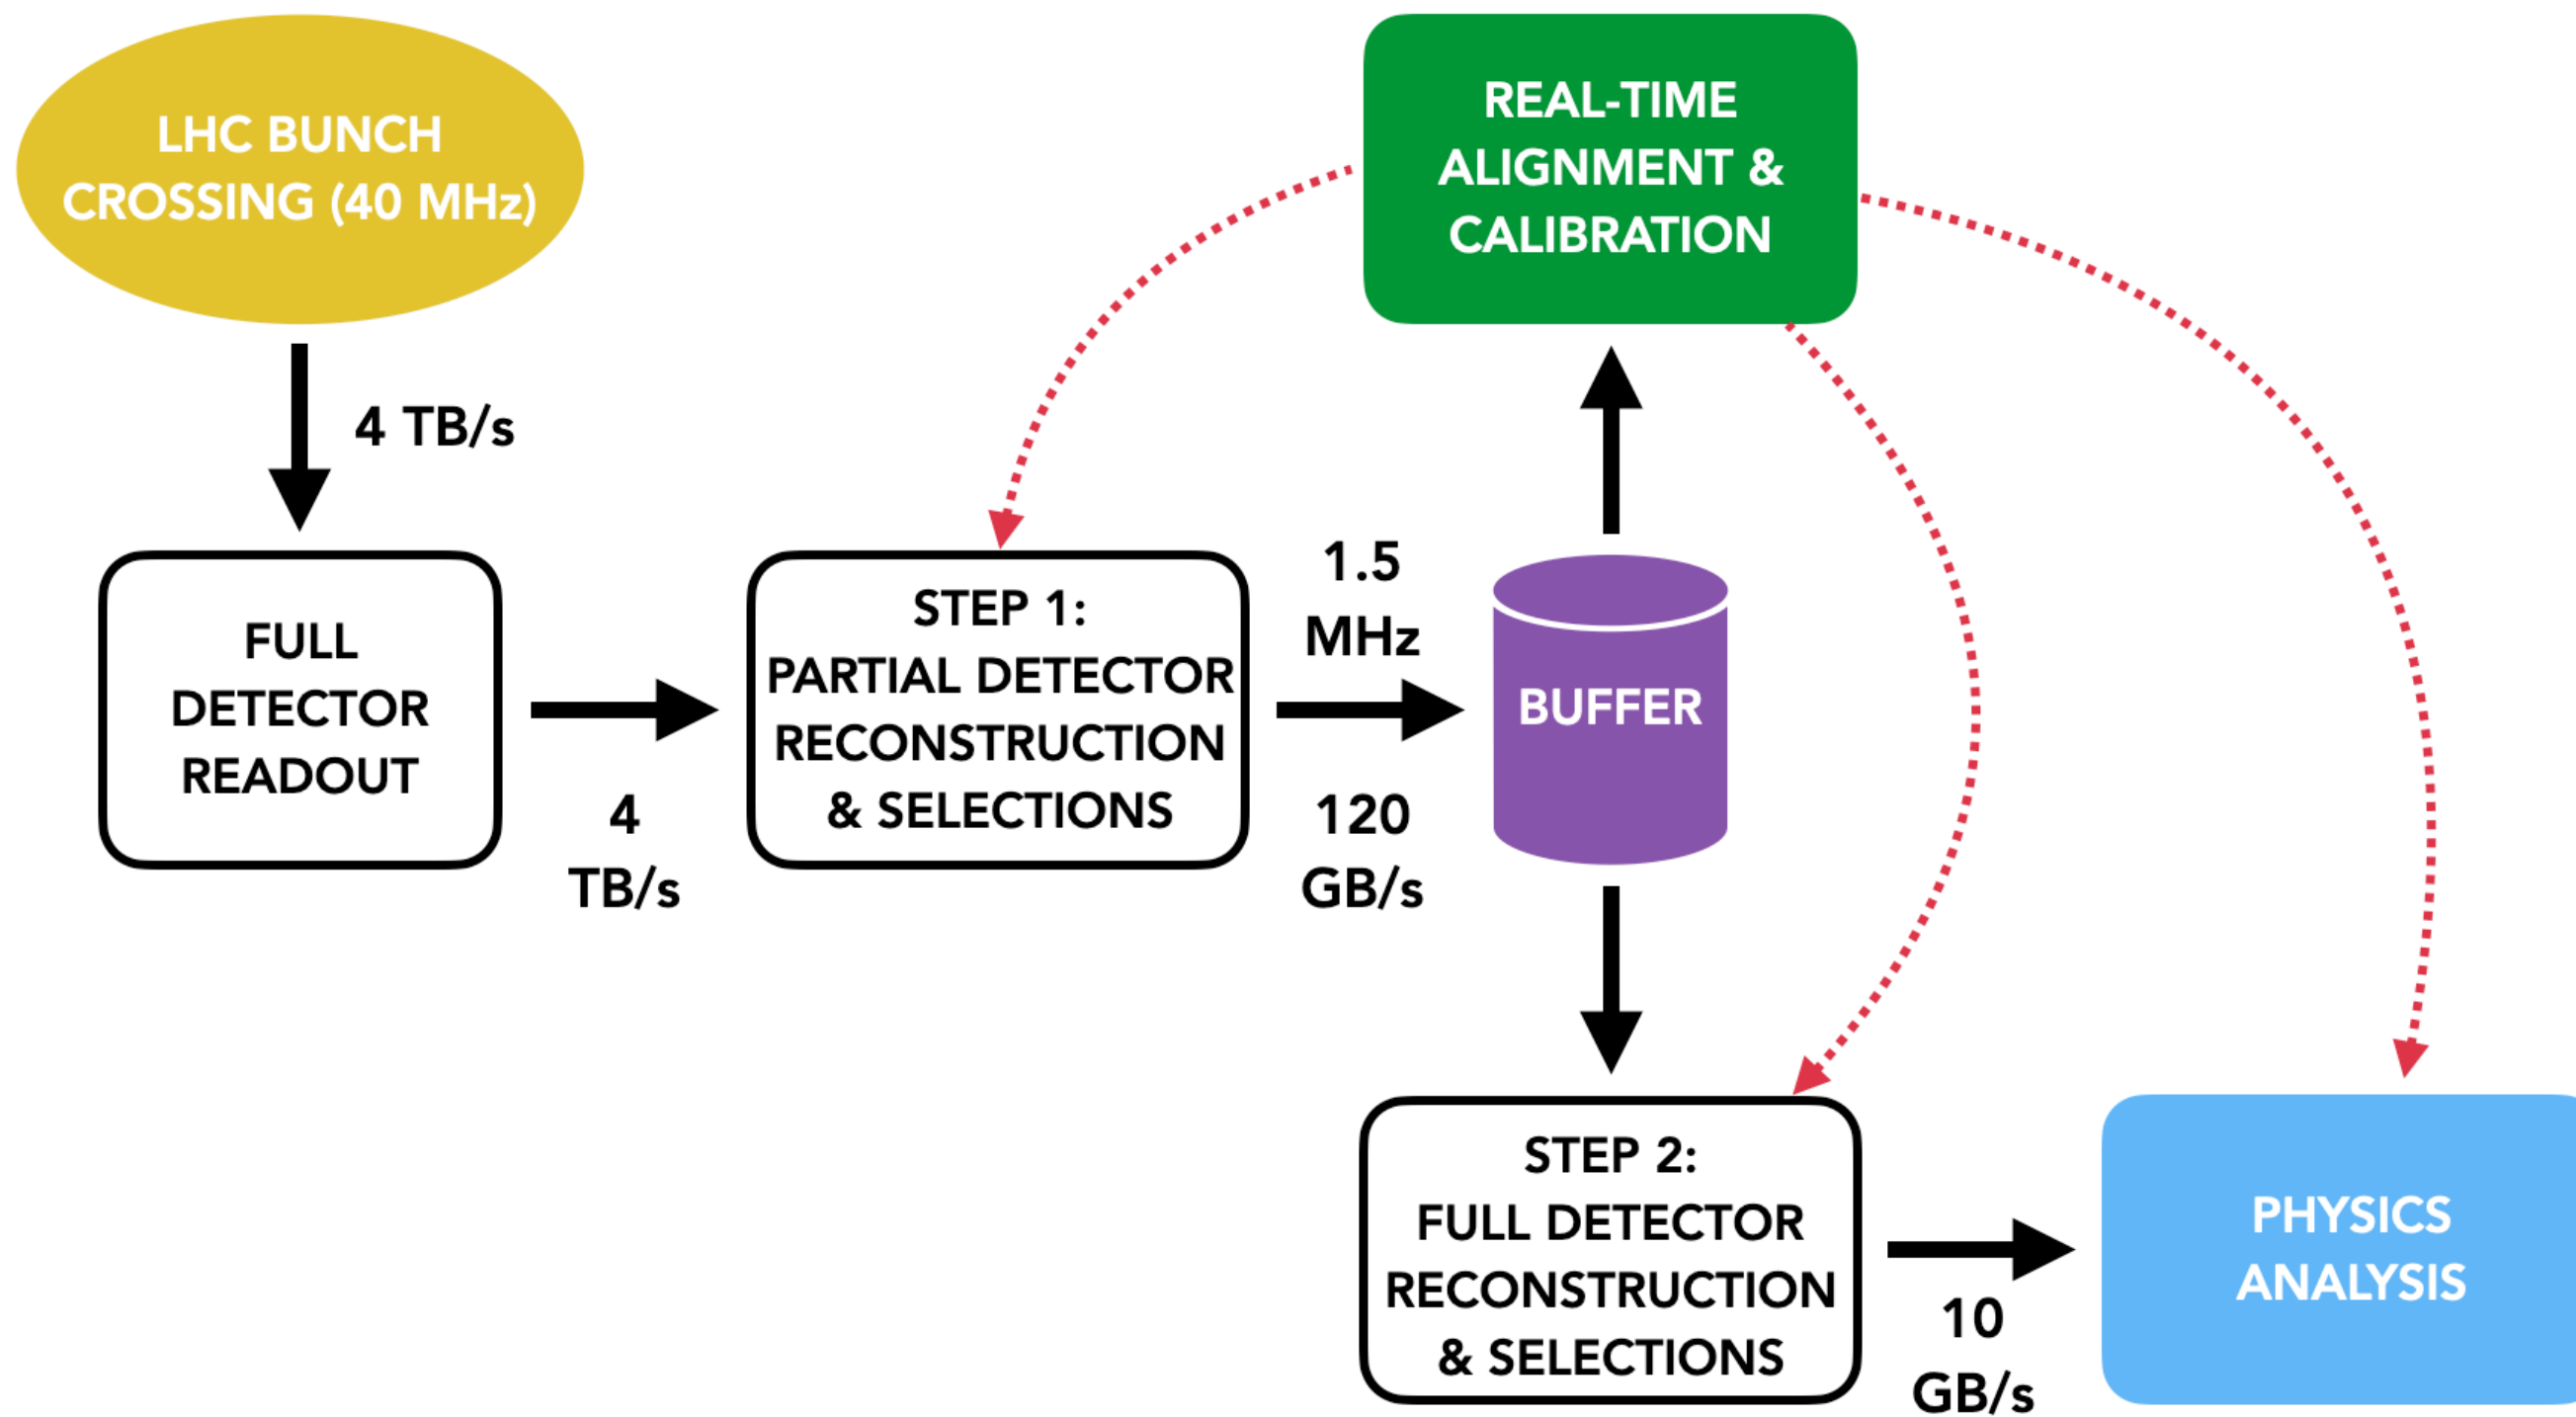 LHC BUNCH
CROSSING (40 MHz)
4 TB/s
REAL-TIME
ALIGNMENT &
CALIBRATION
FULL
DETECTOR
READOUT
4
TB/s
STEP 1:
PARTIAL DETECTOR
RECONSTRUCTION
& SELECTIONS
1.5
MHz
120
GB/s
BUFFER
STEP 2:
FULL DETECTOR
RECONSTRUCTION
& SELECTIONS
10
GB/s
PHYSICS
ANALYSIS